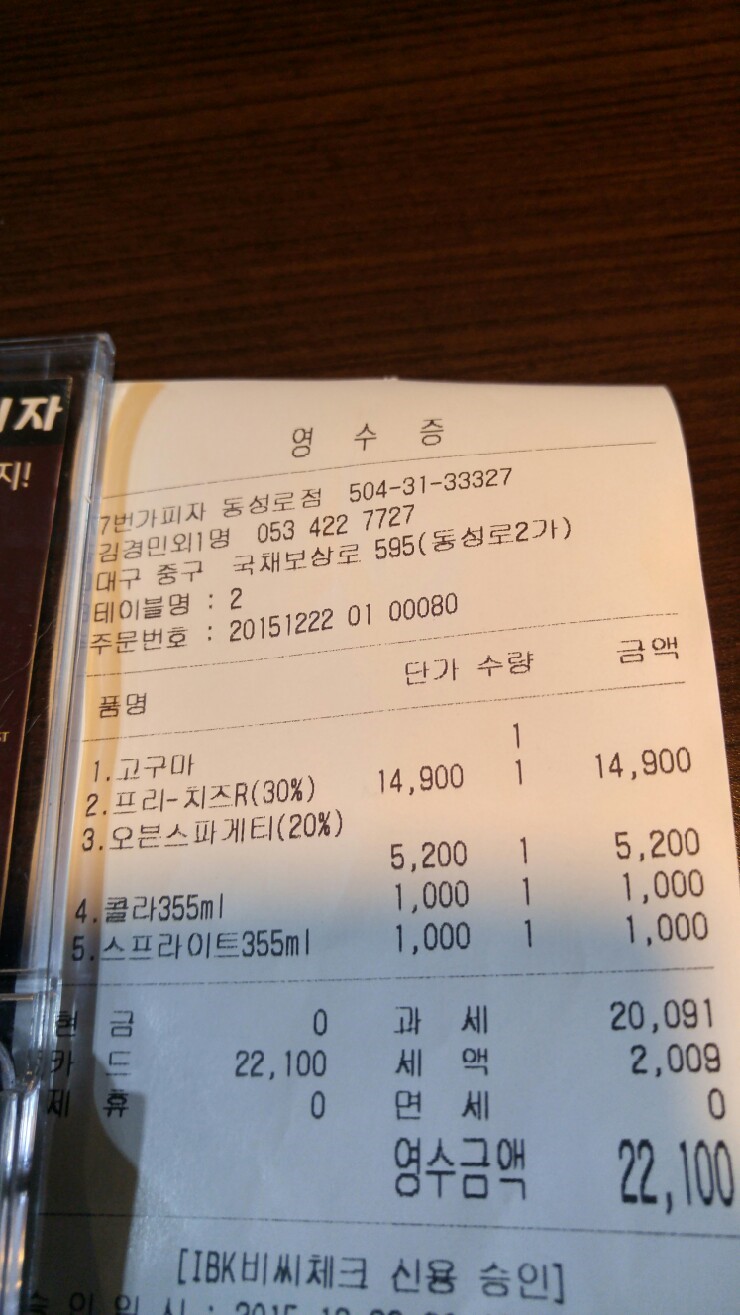 자
지!
영 수 증
7번가피자 동성로점 504-31-33327
김경민외1명 053 422 7727
대구 중구 국채보상로 595(동성로2가)
테이블명 : 2
주문번호 : 20151222 01 00080
품명 단가 수량 금액
1.고구마 1
2.프리-치즈R(30%) 14,900 1 14,900
3.오븐스파게티(20%)
5,200 1 5,200
4.콜라355ml 1,000 1 1,000
5.스프라이트355ml 1,000 1 1,000
현 금 0 과 세 20,091
카 드 22,100 세 액 2,009
제 휴 0 면 세 0
영수금액 22,100
[IBK비씨체크 신용 승인]
승 인 일 시 : 2015